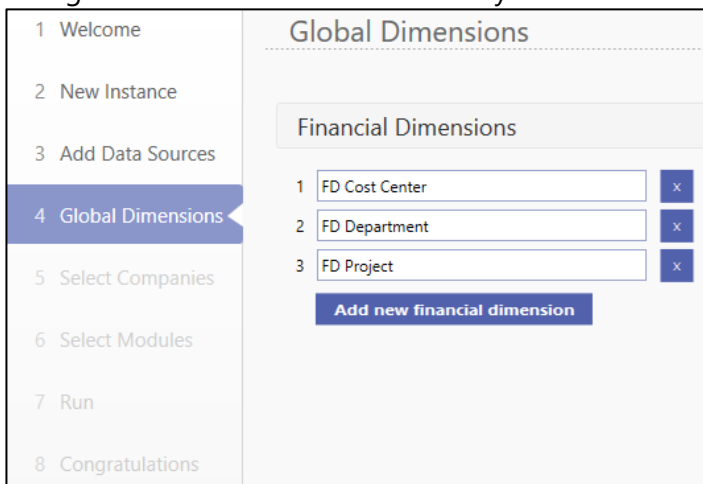 1 Welcome
2 New Instance
3 Add Data Sources
4 Global Dimensions
5 Select Companies
6 Select Modules
7 Run
8 Congratulations
Global Dimensions
Financial Dimensions
1 FD Cost Center x
2 FD Department x
3 FD Project x
Add new financial dimension